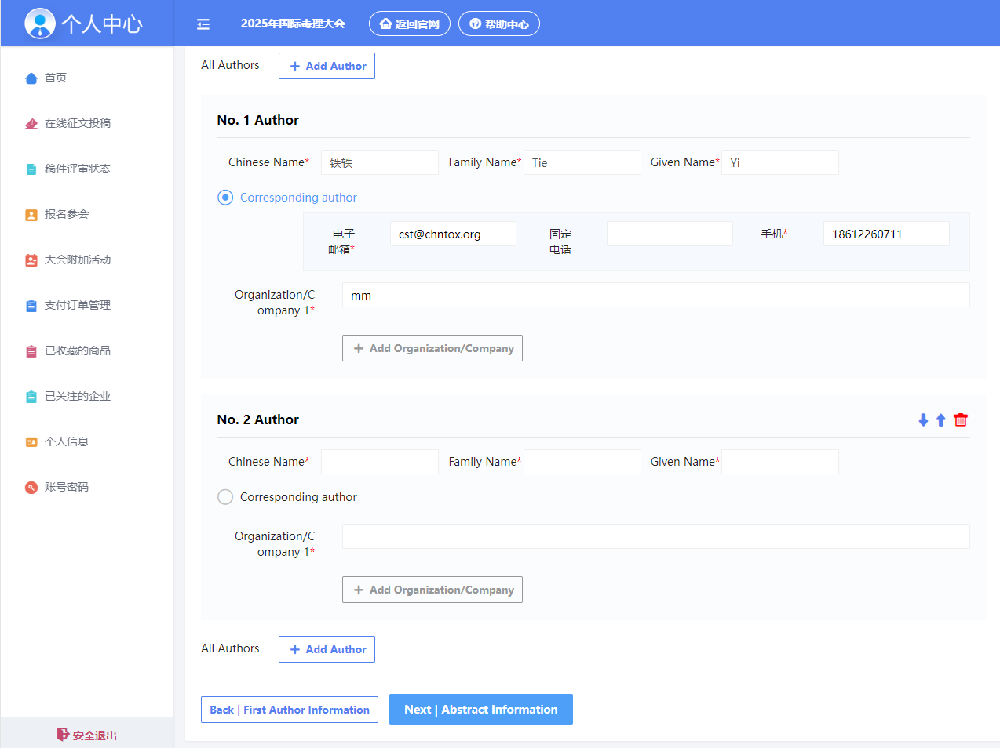 个人中心
2025年国际毒理大会
返回官网
帮助中心
首页
在线征文投稿
稿件评审状态
报名参会
大会附加活动
支付订单管理
已收藏的商品
已关注的企业
个人信息
账号密码
安全退出
All Authors
+ Add Author
No. 1 Author
Chinese Name* 铁轶 Family Name* Tie Given Name* Yi
Corresponding author
电子 固定 手机* 18612260711
邮箱* cst@chntox.org 电话
Organization/C mm
ompany 1*
+ Add Organization/Company
No. 2 Author
Chinese Name* Family Name* Given Name*
Corresponding author
Organization/C
ompany 1*
+ Add Organization/Company
All Authors
+ Add Author
Back | First Author Information
Next | Abstract Information